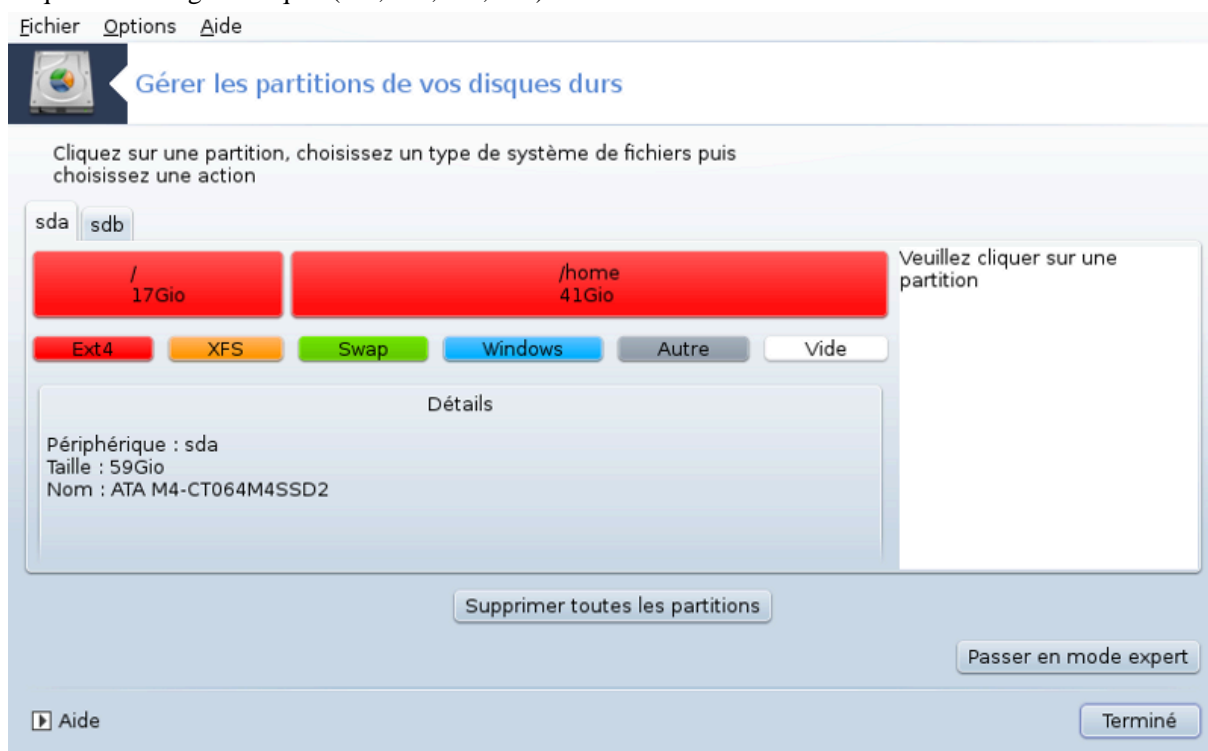 Fichier Options Aide
Gérer les partitions de vos disques durs
Cliquez sur une partition, choisissez un type de système de fichiers puis
choisissez une action
sda sdb
/
17Gio
/home
41Gio
Veuillez cliquer sur une
partition
Ext4 XFS Swap Windows Autre Vide
Détails
Périphérique : sda
Taille : 59Gio
Nom : ATA M4-CT064M4SSD2
Supprimer toutes les partitions
Passer en mode expert
Aide
Terminé